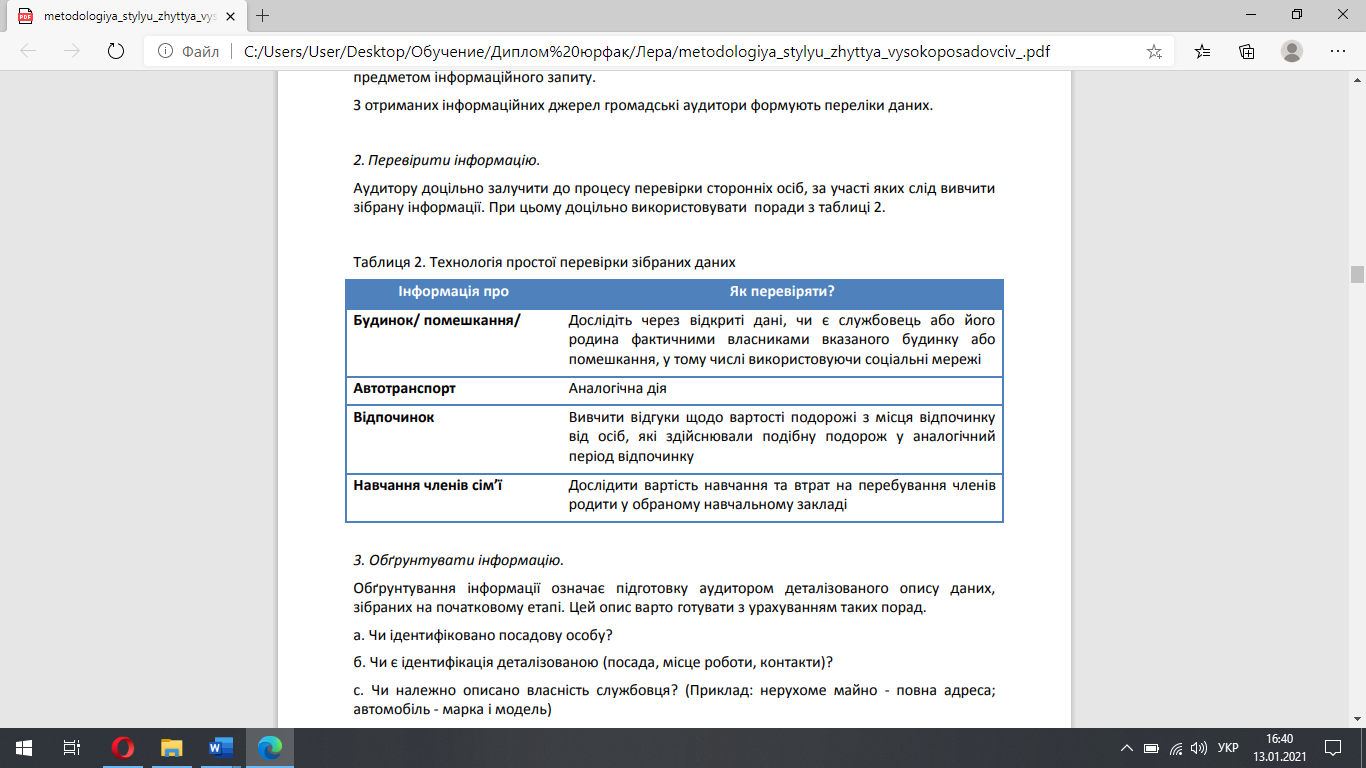 metodologiya_stylyu_zhyttya_vys
Файл
C:/Users/User/Desktop/Обучение/Диплом%20юрфак/Лера/metodologiya_stylyu_zhyttya_vysokoposadovciv_.pdf
предметом інформаційного запиту.
З отриманих інформаційних джерел громадські аудитори формують переліки даних.
2. Перевірити інформацію.
Аудитору доцільно залучити до процесу перевірки сторонніх осіб, за участі яких слід вивчити
зібрану інформації. При цьому доцільно використовувати поради з таблиці 2.
Таблиця 2. Технологія простої перевірки зібраних даних
Інформація про
Як перевіряти?
Будинок/ помешкання/
Дослідіть через відкриті дані, чи є службовець або його
родина фактичними власниками вказаного будинку або
помешкання, у тому числі використовуючи соціальні мережі
Автотранспорт
Аналогічна дія
Відпочинок
Вивчити відгуки щодо вартості подорожі з місця відпочинку
від осіб, які здійснювали подібну подорож у аналогічний
період відпочинку
Навчання членів сім’ї
Дослідити вартість навчання та втрат на перебування членів
родити у обраному навчальному закладі
3. Обґрунтувати інформацію.
Обґрунтування інформації означає підготовку аудитором деталізованого опису даних,
зібраних на початковому етапі. Цей опис варто готувати з урахуванням таких порад.
а. Чи ідентифіковано посадову особу?
б. Чи є ідентифікація деталізованою (посада, місце роботи, контакти)?
с. Чи належно описано власність службовця? (Приклад: нерухоме майно - повна адреса;
автомобіль - марка і модель)
УКР
16:40
13.01.2021